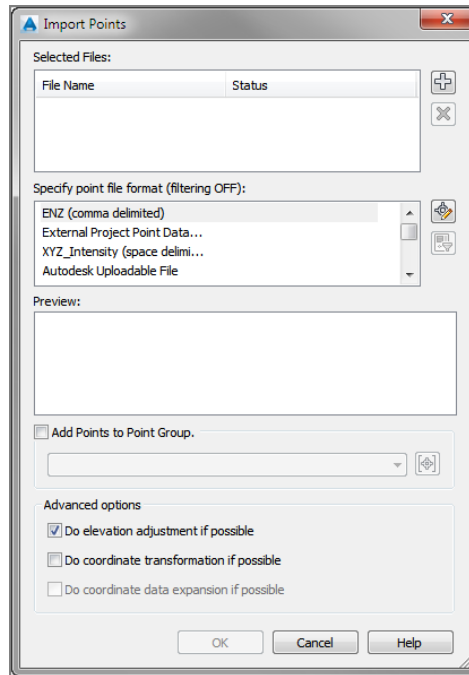 Import Points
Selected Files:
File Name Status
Specify point file format (filtering OFF):
ENZ (comma delimited)
External Project Point Data...
XYZ_Intensity (space delimi...
Autodesk Uploadable File
Preview:
Add Points to Point Group.
Advanced options
Do elevation adjustment if possible
Do coordinate transformation if possible
Do coordinate data expansion if possible
OK Cancel Help